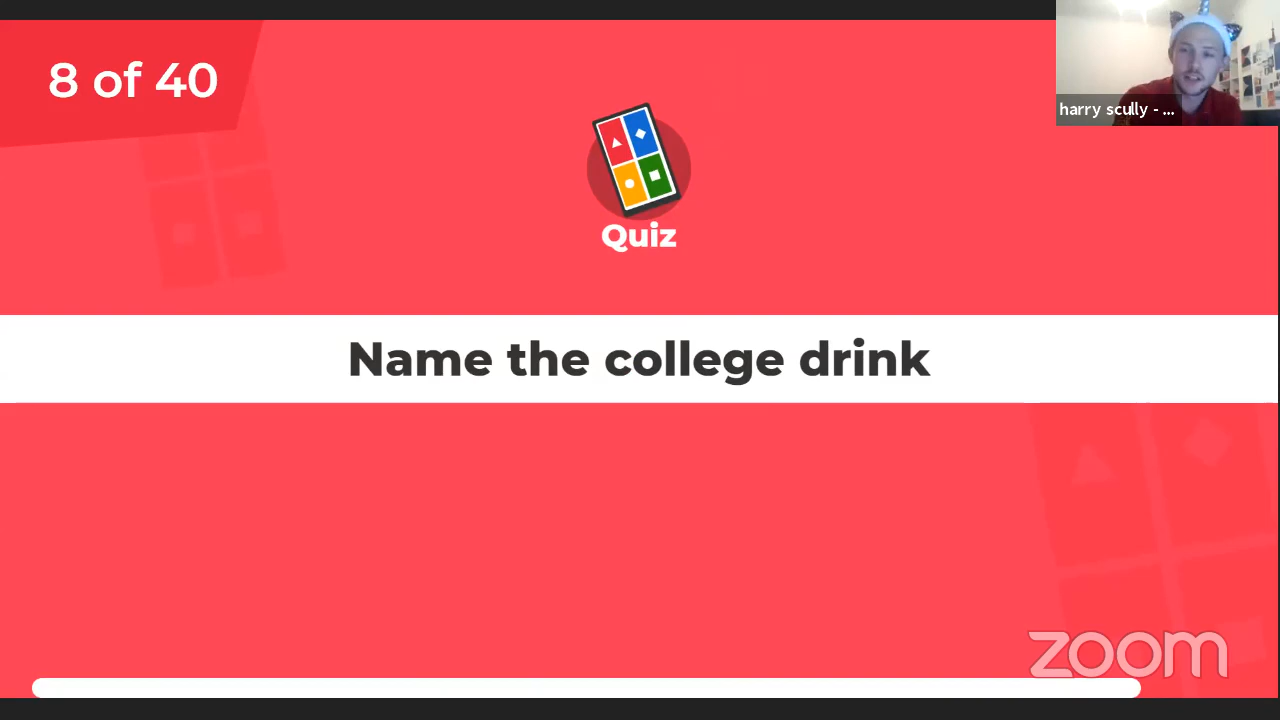 8 of 40
harry scully - ...
Quiz
Name the college drink
zoom